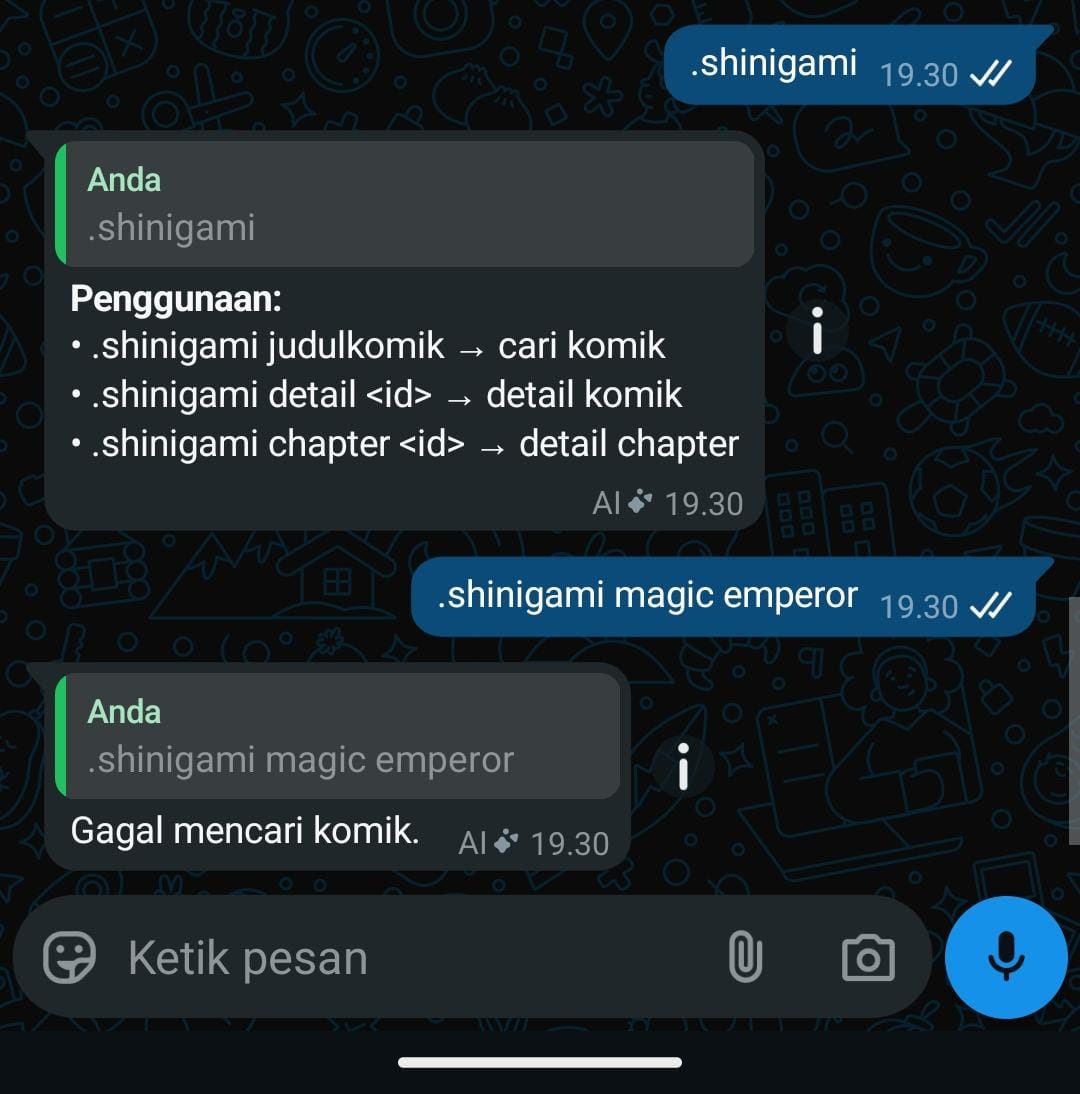 .shinigami 19.30
Anda
.shinigami
Penggunaan:
• .shinigami judulkomik → cari komik
• .shinigami detail <id> → detail komik
• .shinigami chapter <id> → detail chapter
AI 19.30
.shinigami magic emperor 19.30
Anda
.shinigami magic emperor
Gagal mencari komik. AI 19.30
Ketik pesan